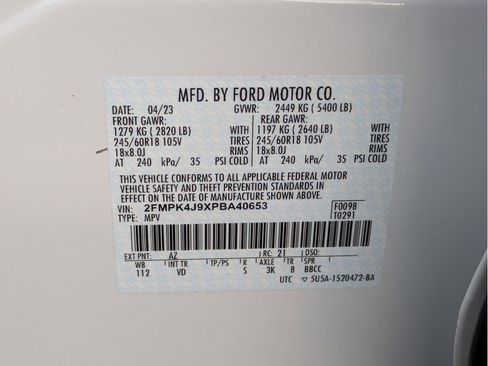 MFD. BY FORD MOTOR CO.
DATE: 04/23 GVWR: 2449 KG ( 5400 LB)
FRONT GAWR: REAR GAWR:
1279 KG ( 2820 LB) WITH 1197 KG ( 2640 LB) WITH
245/60R18 105V TIRES 245/60R18 105V TIRES
18x8.0J RIMS 18x8.0J RIMS
AT 240 kPa/ 35 PSI COLD AT 240 kPa/ 35 PSI COLD
THIS VEHICLE CONFORMS TO ALL APPLICABLE FEDERAL MOTOR
VEHICLE SAFETY AND THEFT PREVENTION STANDARDS IN
EFFECT ON THE DATE OF MANUFACTURE SHOWN ABOVE.
VIN: 2FMPK4J9XPBA40653 F0098
TYPE: MPV T0291
EXT PNT: AZ RC: 21 DSO:
WB INT TR TP/PS R AXLE TR SPR
112 VD S 3K 8 BBCC
UTC ▽ 5USA-1520472-BA